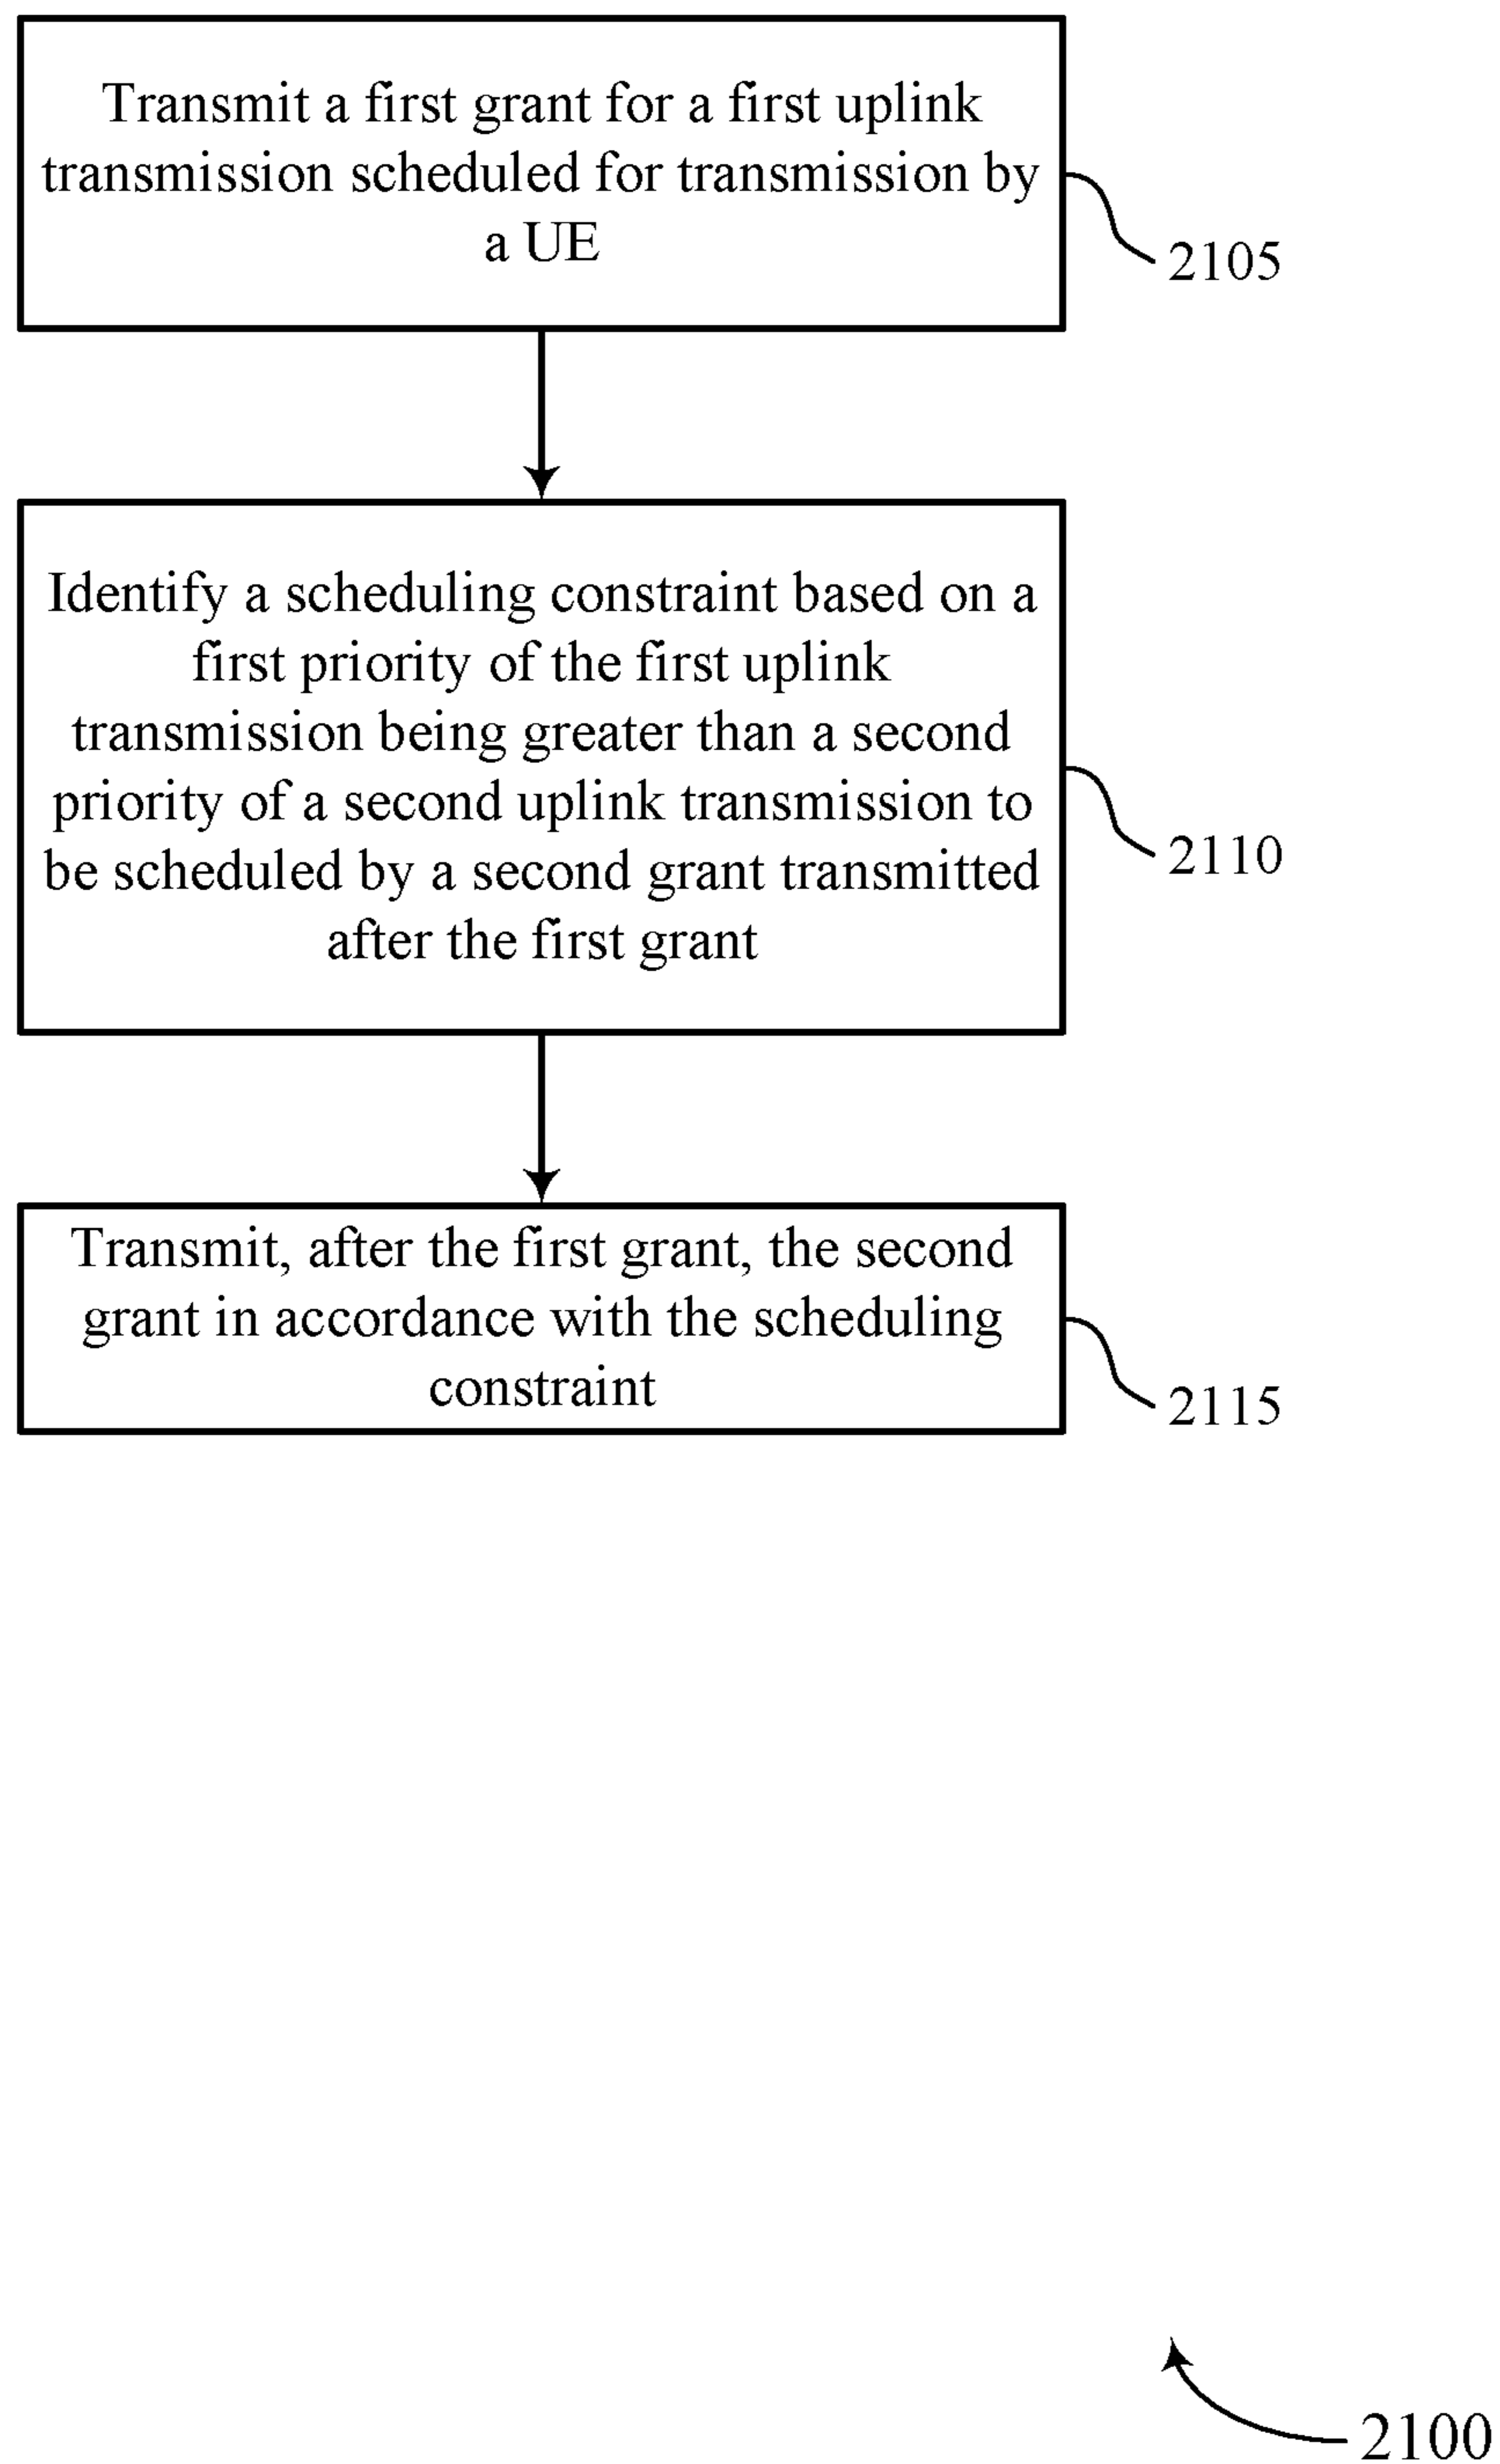 Transmit a first grant for a first uplink
transmission scheduled for transmission by
a UE
2105
Identify a scheduling constraint based on a
first priority of the first uplink
transmission being greater than a second
priority of a second uplink transmission to
be scheduled by a second grant transmitted
after the first grant
2110
Transmit, after the first grant, the second
grant in accordance with the scheduling
constraint
2115
2100